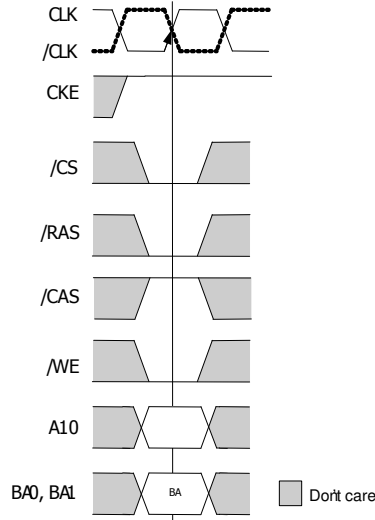 CLK
/CLK
CKE
/CS
/RAS
/CAS
/WE
A10
BA0, BA1
BA
Don't care